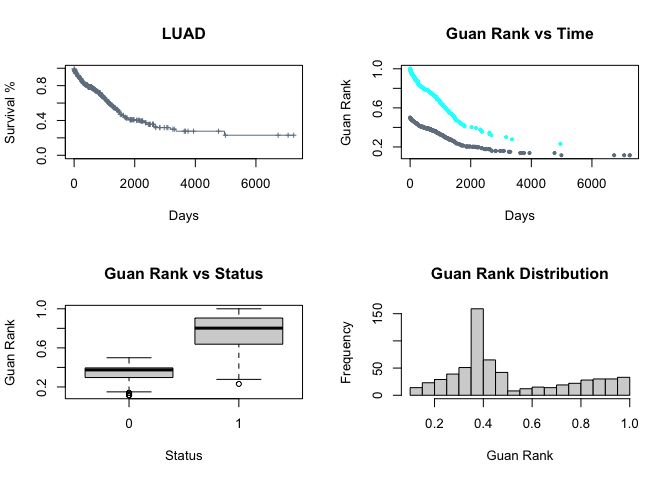 LUAD
Survival %
0.0 0.4 0.8
0 2000 4000 6000
Days
Guan Rank vs Time
Guan Rank
0.2 0.6 1.0
0 2000 4000 6000
Days
Guan Rank vs Status
Guan Rank
0.2 0.6 1.0
0 1
Status
Guan Rank Distribution
Frequency
0 50 150
0.2 0.4 0.6 0.8 1.0
Guan Rank